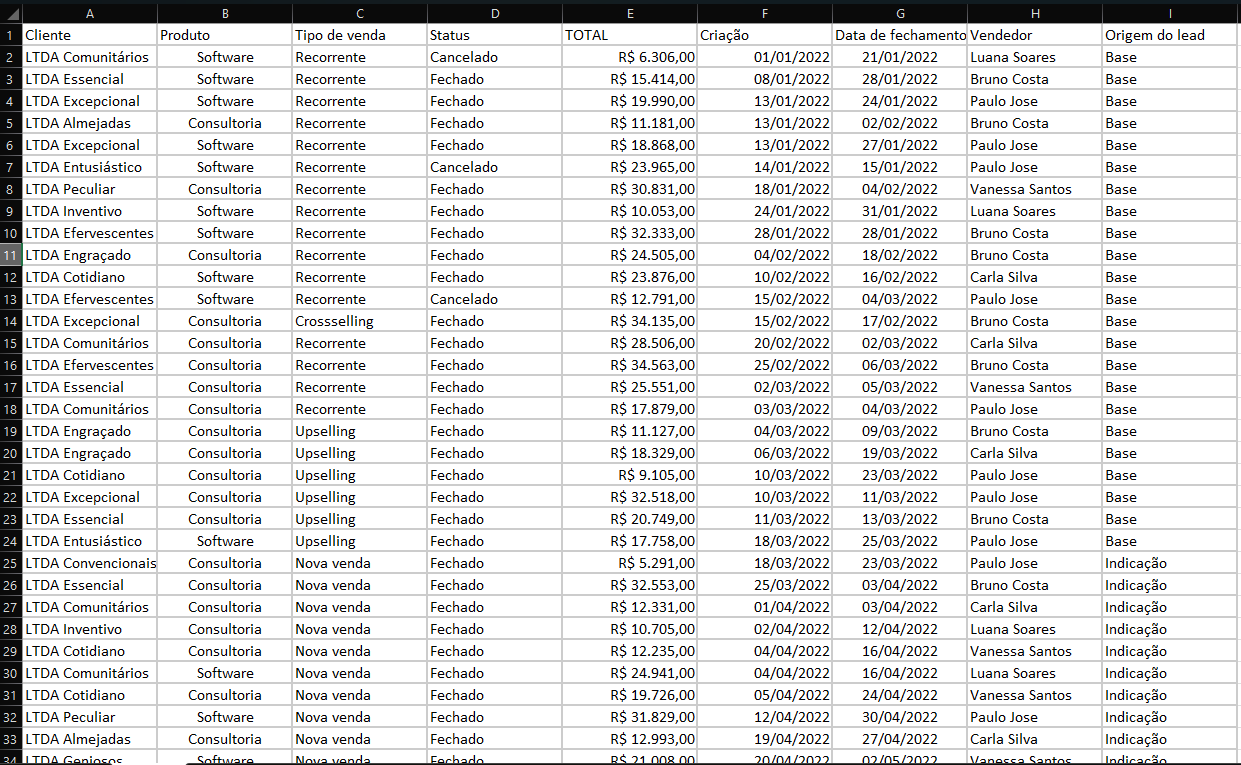 A B C D E F G H I
1 Cliente Produto Tipo de venda Status TOTAL Criação Data de fechamento Vendedor Origem do lead
2 LTDA Comunitários Software Recorrente Cancelado R$ 6.306,00 01/01/2022 21/01/2022 Luana Soares Base
3 LTDA Essencial Software Recorrente Fechado R$ 15.414,00 08/01/2022 28/01/2022 Bruno Costa Base
4 LTDA Excepcional Software Recorrente Fechado R$ 19.990,00 13/01/2022 24/01/2022 Paulo Jose Base
5 LTDA Almejadas Consultoria Recorrente Fechado R$ 11.181,00 13/01/2022 02/02/2022 Bruno Costa Base
6 LTDA Excepcional Software Recorrente Fechado R$ 18.868,00 13/01/2022 27/01/2022 Paulo Jose Base
7 LTDA Entusiástico Software Recorrente Cancelado R$ 23.965,00 14/01/2022 15/01/2022 Paulo Jose Base
8 LTDA Peculiar Consultoria Recorrente Fechado R$ 30.831,00 18/01/2022 04/02/2022 Vanessa Santos Base
9 LTDA Inventivo Software Recorrente Fechado R$ 10.053,00 24/01/2022 31/01/2022 Luana Soares Base
10 LTDA Efervescentes Software Recorrente Fechado R$ 32.333,00 28/01/2022 28/01/2022 Bruno Costa Base
11 LTDA Engraçado Consultoria Recorrente Fechado R$ 24.505,00 04/02/2022 18/02/2022 Bruno Costa Base
12 LTDA Cotidiano Software Recorrente Fechado R$ 23.876,00 10/02/2022 16/02/2022 Carla Silva Base
13 LTDA Efervescentes Software Recorrente Cancelado R$ 12.791,00 15/02/2022 04/03/2022 Paulo Jose Base
14 LTDA Excepcional Consultoria Crossselling Fechado R$ 34.135,00 15/02/2022 17/02/2022 Bruno Costa Base
15 LTDA Comunitários Consultoria Recorrente Fechado R$ 28.506,00 20/02/2022 02/03/2022 Carla Silva Base
16 LTDA Efervescentes Consultoria Recorrente Fechado R$ 34.563,00 25/02/2022 06/03/2022 Bruno Costa Base
17 LTDA Essencial Consultoria Recorrente Fechado R$ 25.551,00 02/03/2022 05/03/2022 Vanessa Santos Base
18 LTDA Comunitários Consultoria Recorrente Fechado R$ 17.879,00 03/03/2022 04/03/2022 Paulo Jose Base
19 LTDA Engraçado Consultoria Upselling Fechado R$ 11.127,00 04/03/2022 09/03/2022 Bruno Costa Base
20 LTDA Engraçado Consultoria Upselling Fechado R$ 18.329,00 06/03/2022 19/03/2022 Carla Silva Base
21 LTDA Cotidiano Consultoria Upselling Fechado R$ 9.105,00 10/03/2022 23/03/2022 Paulo Jose Base
22 LTDA Excepcional Consultoria Upselling Fechado R$ 32.518,00 10/03/2022 11/03/2022 Paulo Jose Base
23 LTDA Essencial Consultoria Upselling Fechado R$ 20.749,00 11/03/2022 13/03/2022 Bruno Costa Base
24 LTDA Entusiástico Software Upselling Fechado R$ 17.758,00 18/03/2022 25/03/2022 Paulo Jose Base
25 LTDA Convencionais Consultoria Nova venda Fechado R$ 5.291,00 18/03/2022 23/03/2022 Paulo Jose Indicação
26 LTDA Essencial Consultoria Nova venda Fechado R$ 32.553,00 25/03/2022 03/04/2022 Bruno Costa Indicação
27 LTDA Comunitários Consultoria Nova venda Fechado R$ 12.331,00 01/04/2022 03/04/2022 Carla Silva Indicação
28 LTDA Inventivo Consultoria Nova venda Fechado R$ 10.705,00 02/04/2022 12/04/2022 Luana Soares Indicação
29 LTDA Cotidiano Consultoria Nova venda Fechado R$ 12.235,00 04/04/2022 16/04/2022 Vanessa Santos Indicação
30 LTDA Comunitários Software Nova venda Fechado R$ 24.941,00 04/04/2022 16/04/2022 Luana Soares Indicação
31 LTDA Cotidiano Consultoria Nova venda Fechado R$ 19.726,00 05/04/2022 24/04/2022 Vanessa Santos Indicação
32 LTDA Peculiar Software Nova venda Fechado R$ 31.829,00 12/04/2022 30/04/2022 Paulo Jose Indicação
33 LTDA Almejadas Consultoria Nova venda Fechado R$ 12.993,00 19/04/2022 27/04/2022 Carla Silva Indicação
34 LTDA Geniosos Software Nova venda Fechado R$ 21.008,00 20/04/2022 02/05/2022 Vanessa Santos Indicação